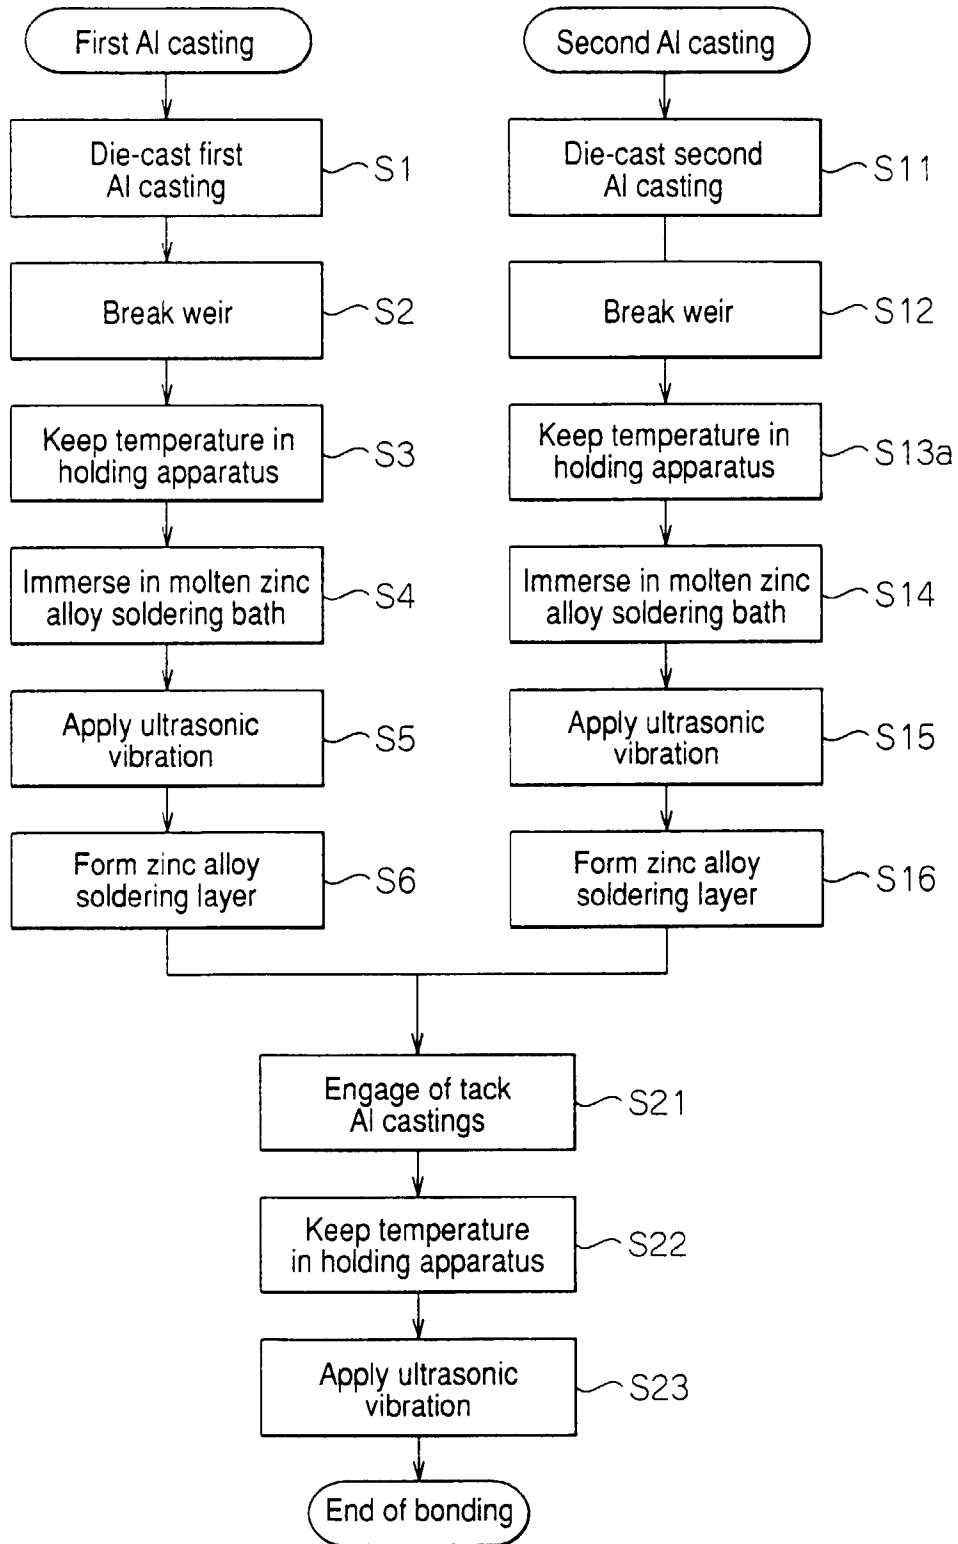 First Al casting
Die-cast first
Al casting
S1
Break weir
S2
Keep temperature in
holding apparatus
S3
Immerse in molten zinc
alloy soldering bath
S4
Apply ultrasonic
vibration
S5
Form zinc alloy
soldering layer
S6
Second Al casting
Die-cast second
Al casting
S11
Break weir
S12
Keep temperature in
holding apparatus
S13a
Immerse in molten zinc
alloy soldering bath
S14
Apply ultrasonic
vibration
S15
Form zinc alloy
soldering layer
S16
Engage of tack
Al castings
S21
Keep temperature
in holding apparatus
S22
Apply ultrasonic
vibration
S23
End of bonding